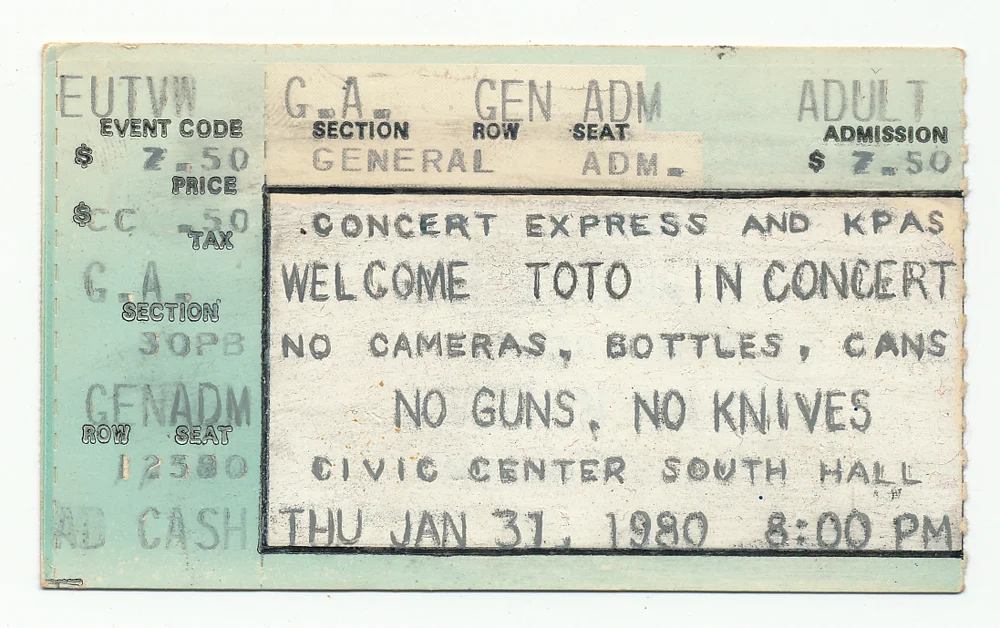 EUTVW G.A. GEN ADM ADULT
EVENT CODE SECTION ROW SEAT ADMISSION
$ 7.50 GENERAL ADM. $ 7.50
PRICE
$ CC .50
TAX
CONCERT EXPRESS AND KPAS
G.A.
SECTION
WELCOME TOTO IN CONCERT
30PB
NO CAMERAS, BOTTLES, CANS
GENADM
ROW SEAT
NO GUNS, NO KNIVES
12580
CIVIC CENTER SOUTH HALL
AD CASH
THU JAN 31, 1980 8:00 PM